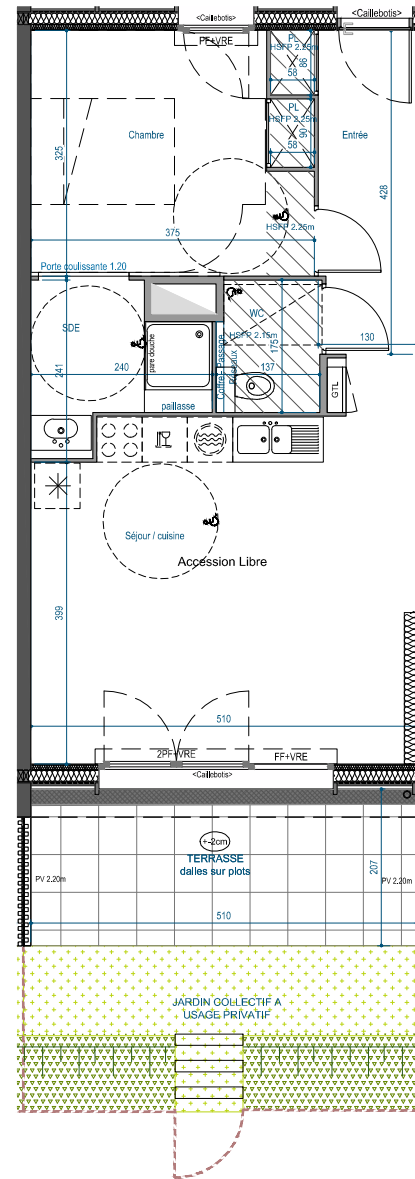 <Caillebotis>
<Caillebotis>
PF+VRE
PL
HSFP 2.25m
86
58
PL
HSFP 2.25m
90
58
Chambre
Entrée
325
428
HSFP 2.25m
375
Porte coulissante 1.20
SDE
WC
HSFP 2.15m
130
175
241
240
137
pare douche
Coffre - Passage
Réseaux
GTL
paillasse
Séjour / cuisine
Accession Libre
399
510
2PF+VRE
FF+VRE
<Caillebotis>
+-2cm
TERRASSE
dalles sur plots
PV 2.20m
PV 2.20m
207
510
JARDIN COLLECTIF A
USAGE PRIVATIF